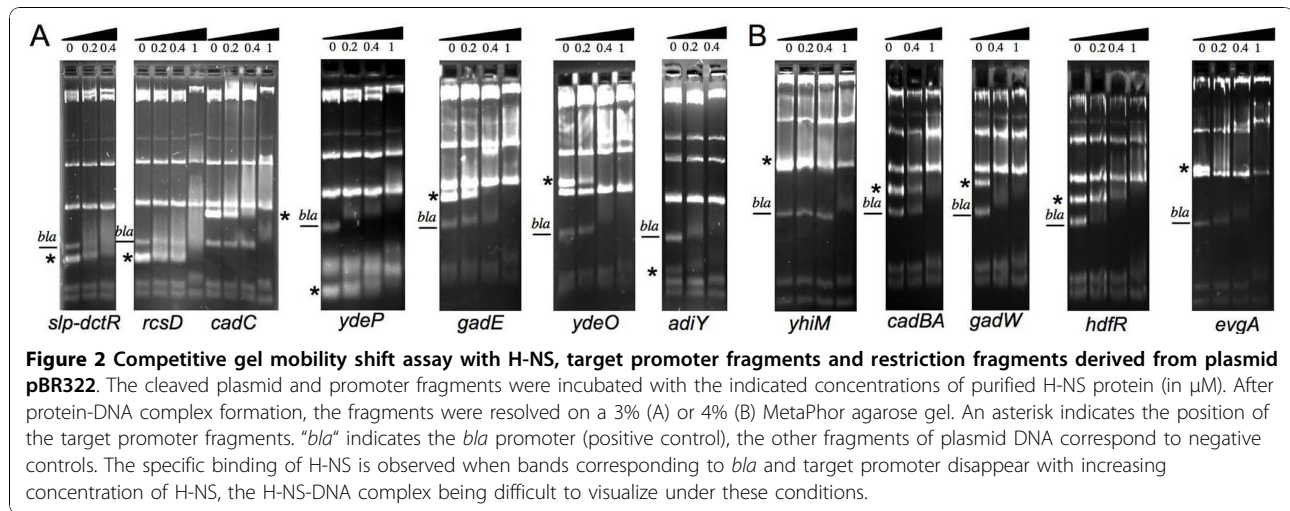 A
B
0 0.2 0.4
0 0.2 0.4 1
0 0.2 0.4 1
0 0.2 0.4 1
0 0.2 0.4 1
0 0.2 0.4
0 0.2 0.4 1
0 0.2 0.4 1
0 0.2 0.4 1
0 0.2 0.4 1
0 0.2 0.4 1
bla
*
bla
*
*
bla
*
*
bla
*
bla
bla
*
*
bla
*
bla
*
bla
*
bla
*
bla
slp-dctR rcsD cadC ydeP gadE ydeO adiY yhiM cadBA gadW hdfR evgA
Figure 2 Competitive gel mobility shift assay with H-NS, target promoter fragments and restriction fragments derived from plasmid
pBR322. The cleaved plasmid and promoter fragments were incubated with the indicated concentrations of purified H-NS protein (in µM). After
protein-DNA complex formation, the fragments were resolved on a 3% (A) or 4% (B) MetaPhor agarose gel. An asterisk indicates the position of
the target promoter fragments. "bla" indicates the bla promoter (positive control), the other fragments of plasmid DNA correspond to negative
controls. The specific binding of H-NS is observed when bands corresponding to bla and target promoter disappear with increasing
concentration of H-NS, the H-NS-DNA complex being difficult to visualize under these conditions.